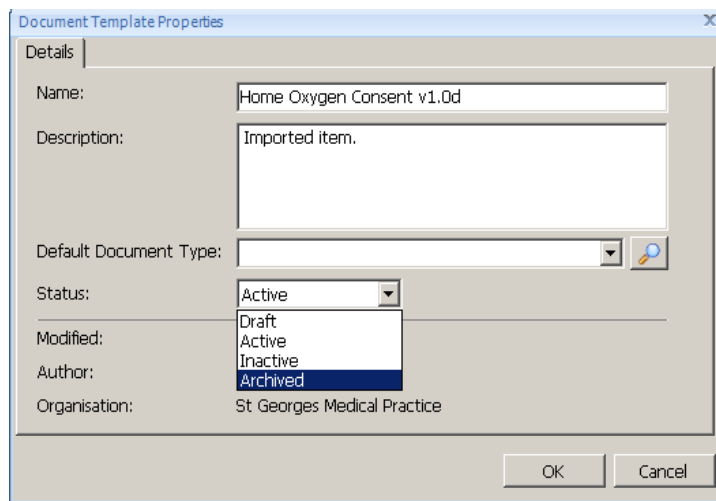 Document Template Properties
x
Details
Name:
Home Oxygen Consent v1.0d
Description:
Imported item.
Default Document Type:
Status:
Active
Draft
Active
Inactive
Archived
Modified:
Author:
Organisation:
St Georges Medical Practice
OK
Cancel